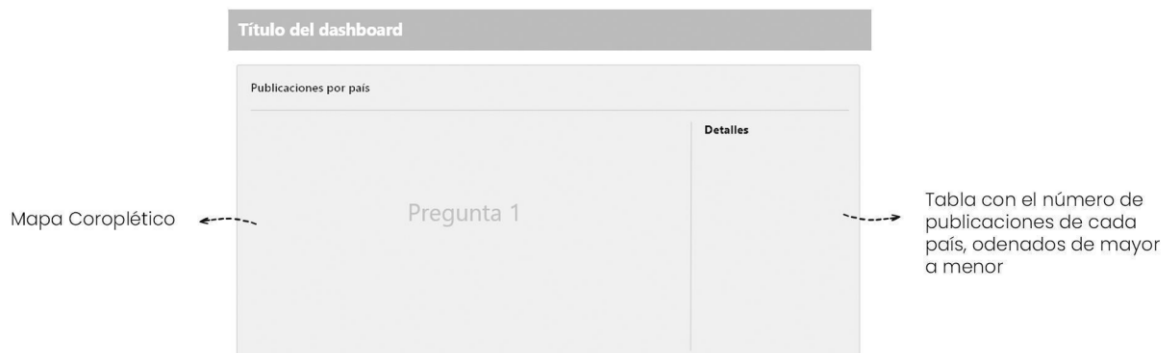 Título del dashboard
Publicaciones por país
Detalles
Mapa Coroplético
Pregunta 1
Tabla con el número de
publicaciones de cada
país, odenados de mayor
a menor